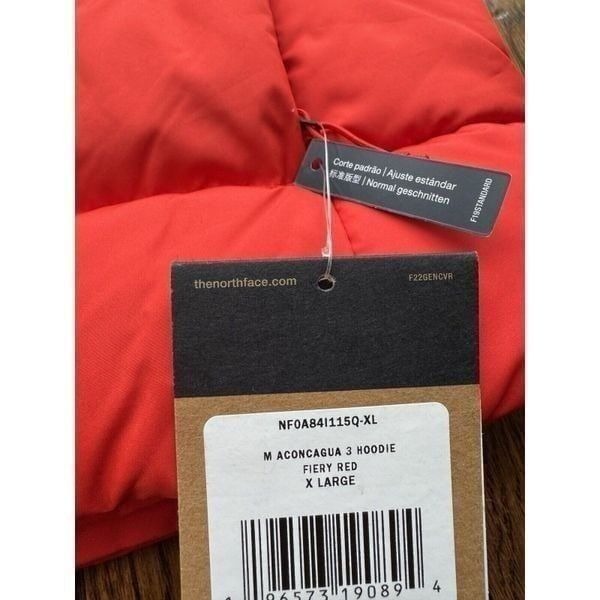 Corte padrão | Ajuste estándar
标准版型 | Normal geschnitten
F19STANDARD
thenorthface.com
F22GENCVR
NF0A84I115Q-XL
M ACONCAGUA 3 HOODIE
FIERY RED
X LARGE
1 96573 19089 4